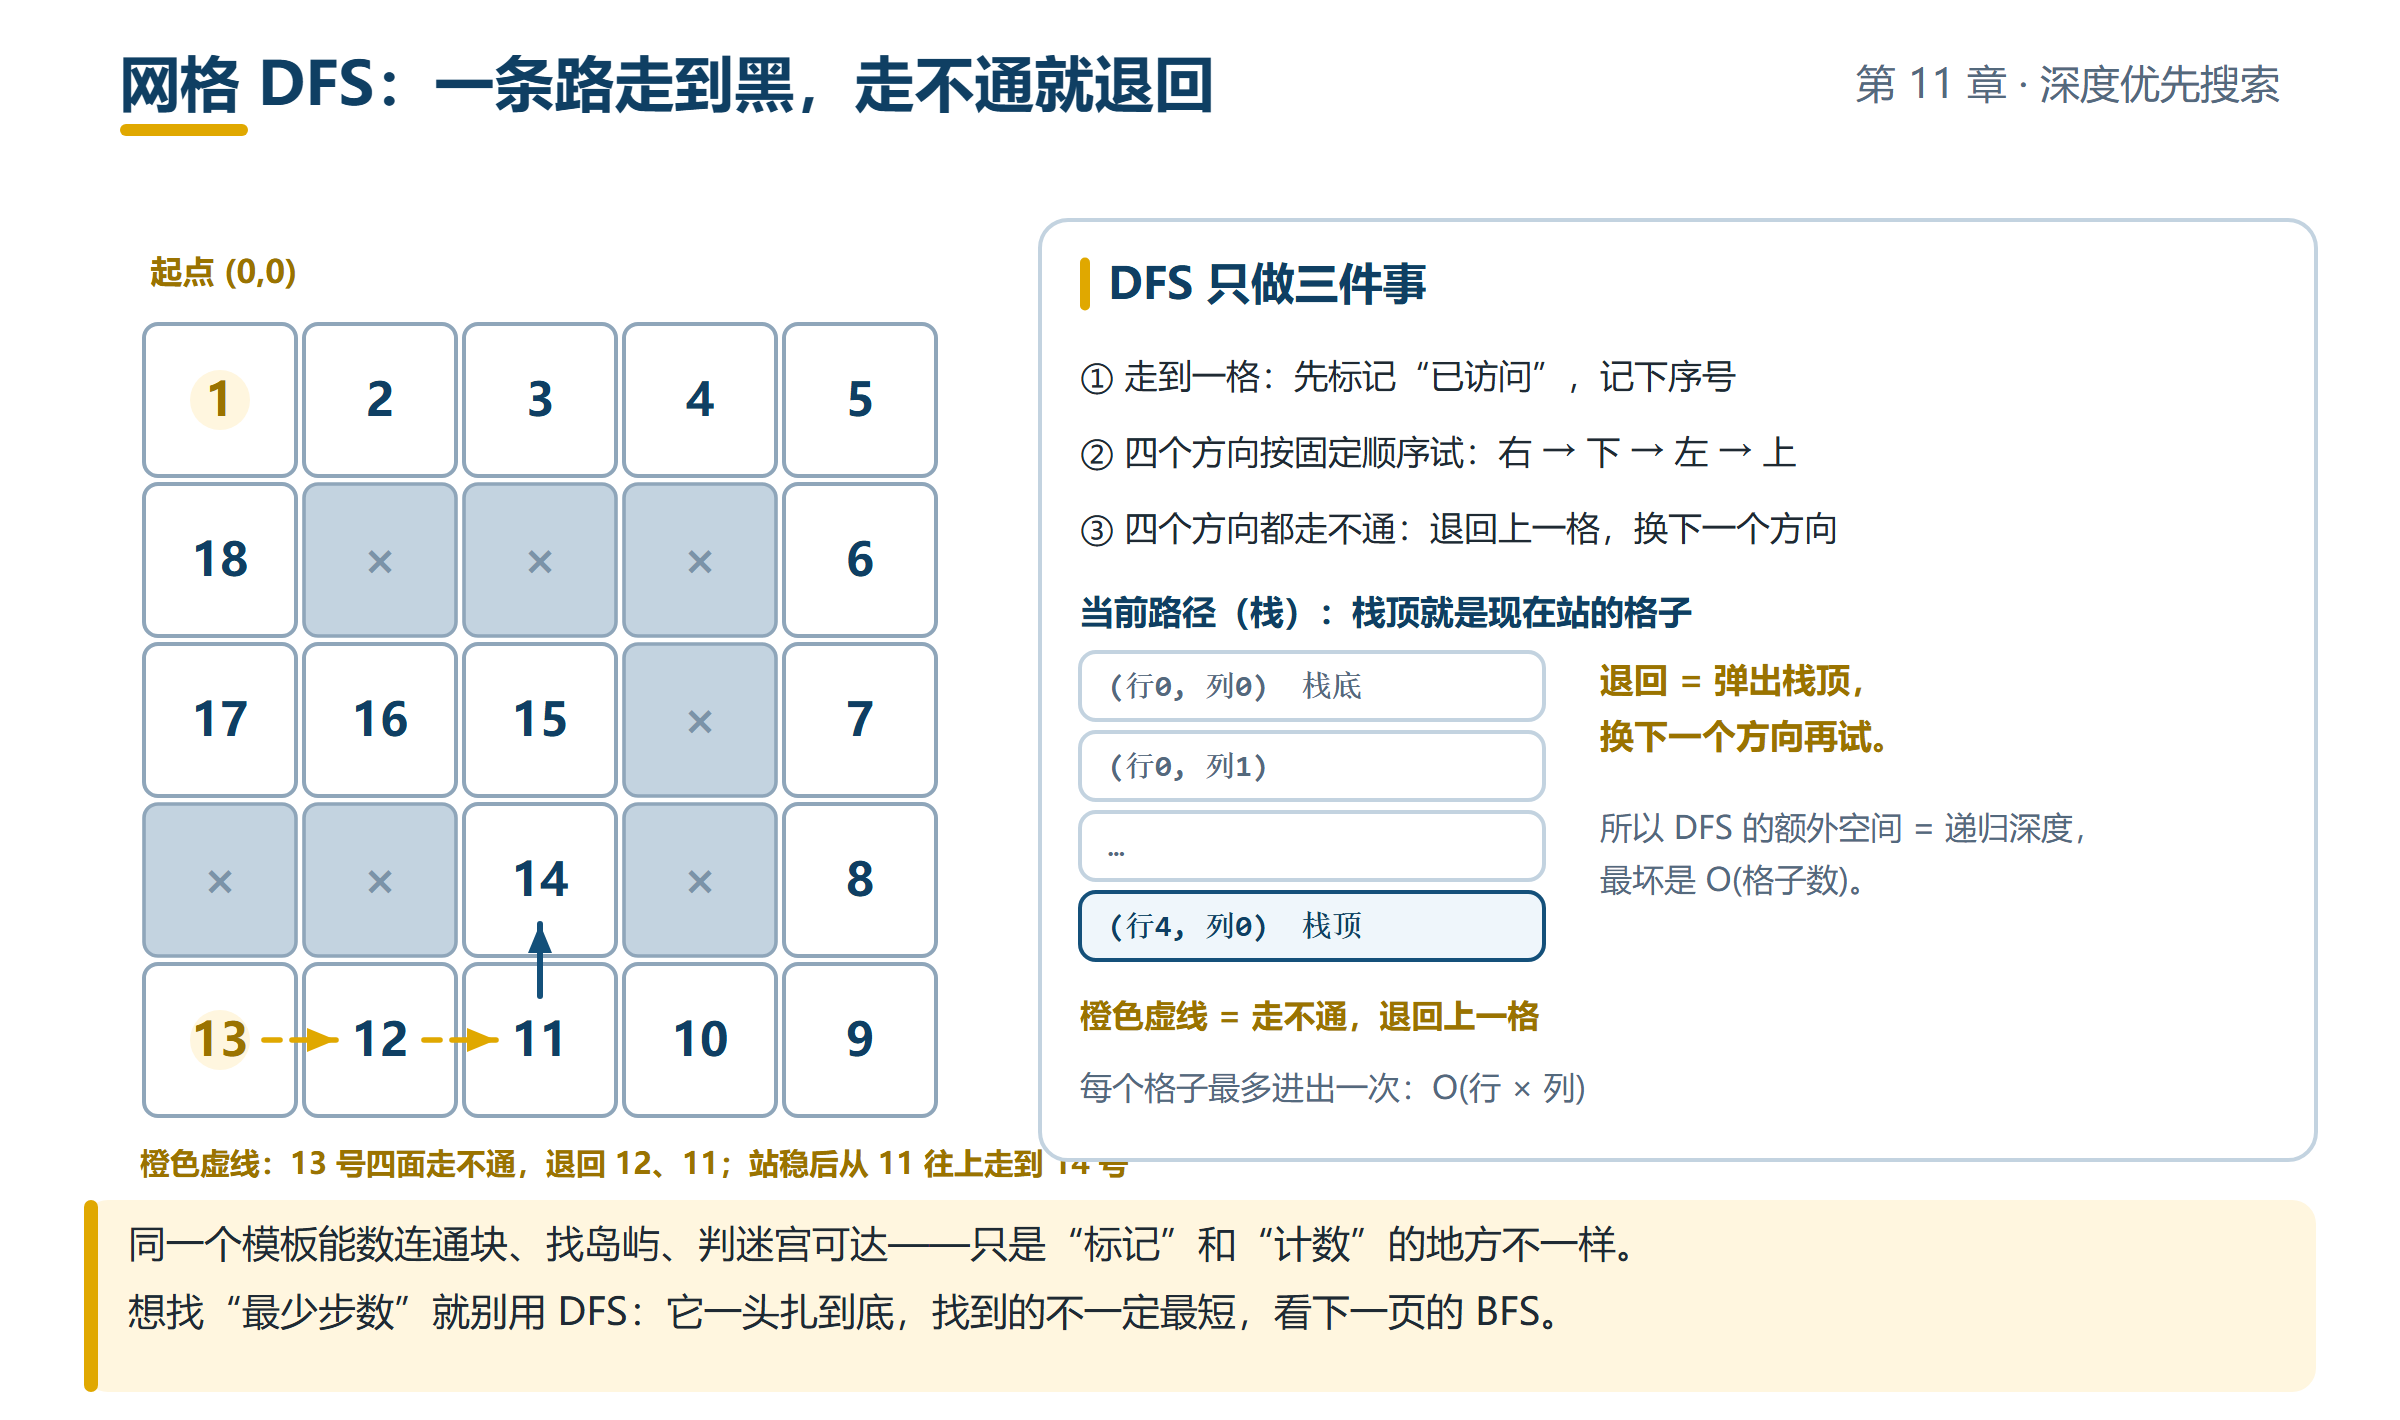 网格 DFS：一条路走到黑，走不通就退回
第 11 章 · 深度优先搜索
起点 (0,0)
1 2 3 4 5
18 × × × 6
17 16 15 × 7
× × 14 × 8
13 12 11 10 9
橙色虚线：13 号四面走不通，退回 12、11；站稳后从 11 往上走到 14 号
DFS 只做三件事
① 走到一格：先标记“已访问”，记下序号
② 四个方向按固定顺序试：右 → 下 → 左 → 上
③ 四个方向都走不通：退回上一格，换下一个方向
当前路径（栈）：栈顶就是现在站的格子
(行0, 列0) 栈底
(行0, 列1)
…
(行4, 列0) 栈顶
退回 = 弹出栈顶，
换下一个方向再试。
所以 DFS 的额外空间 = 递归深度，
最坏是 O(格子数)。
橙色虚线 = 走不通，退回上一格
每个格子最多进出一次：O(行 × 列)
同一个模板能数连通块、找岛屿、判迷宫可达——只是“标记”和“计数”的地方不一样。
想找“最少步数”就别用 DFS：它一头扎到底，找到的不一定最短，看下一页的 BFS。